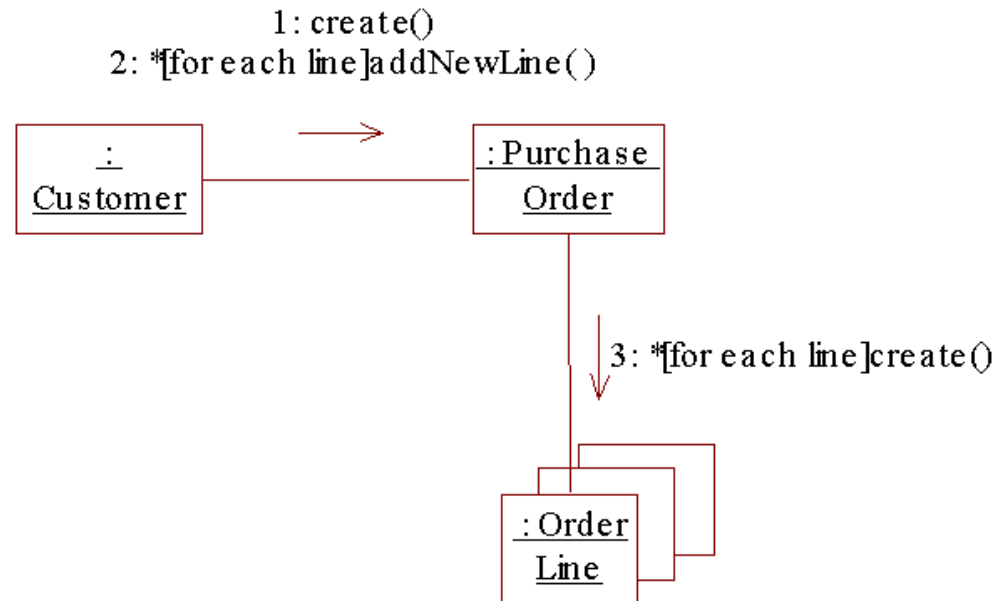 1: create()
2: *[for each line]addNewLine()
:
Customer
:Purchase
Order
3: *[for each line]create()
:Order
Line